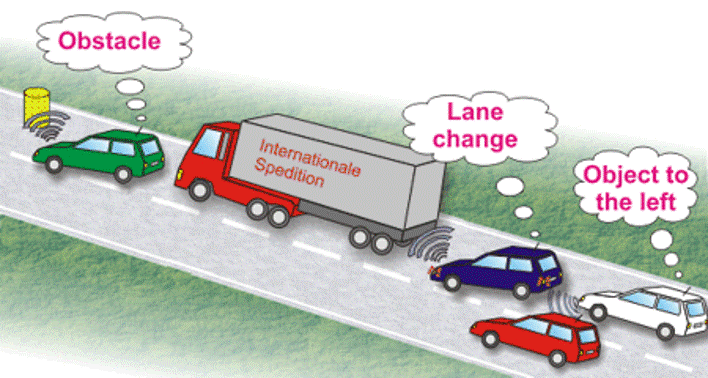 Obstacle
Internationale
Spedition
Lane
change
Object to
the left